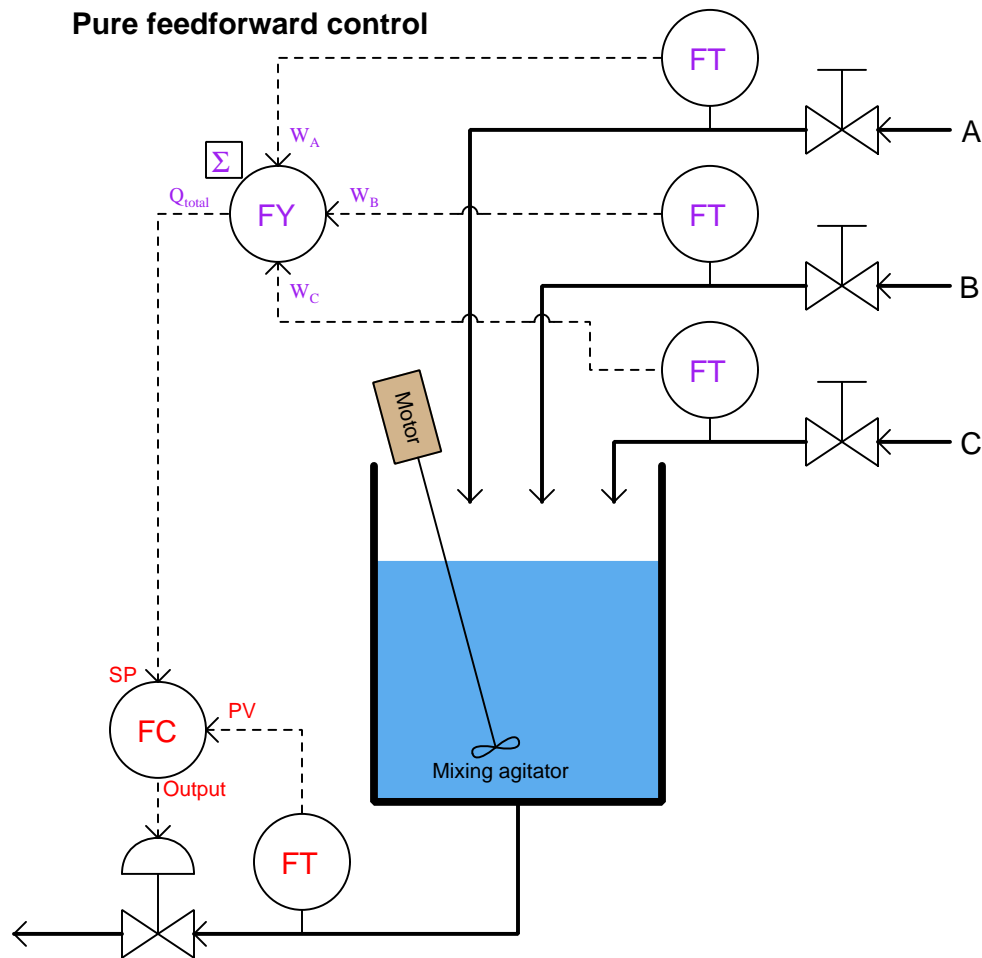 Pure feedforward control
FT
A
W_A
Σ
Q_total
FY
W_B
FT
B
W_C
FT
C
Motor
SP
FC
PV
Mixing agitator
Output
FT